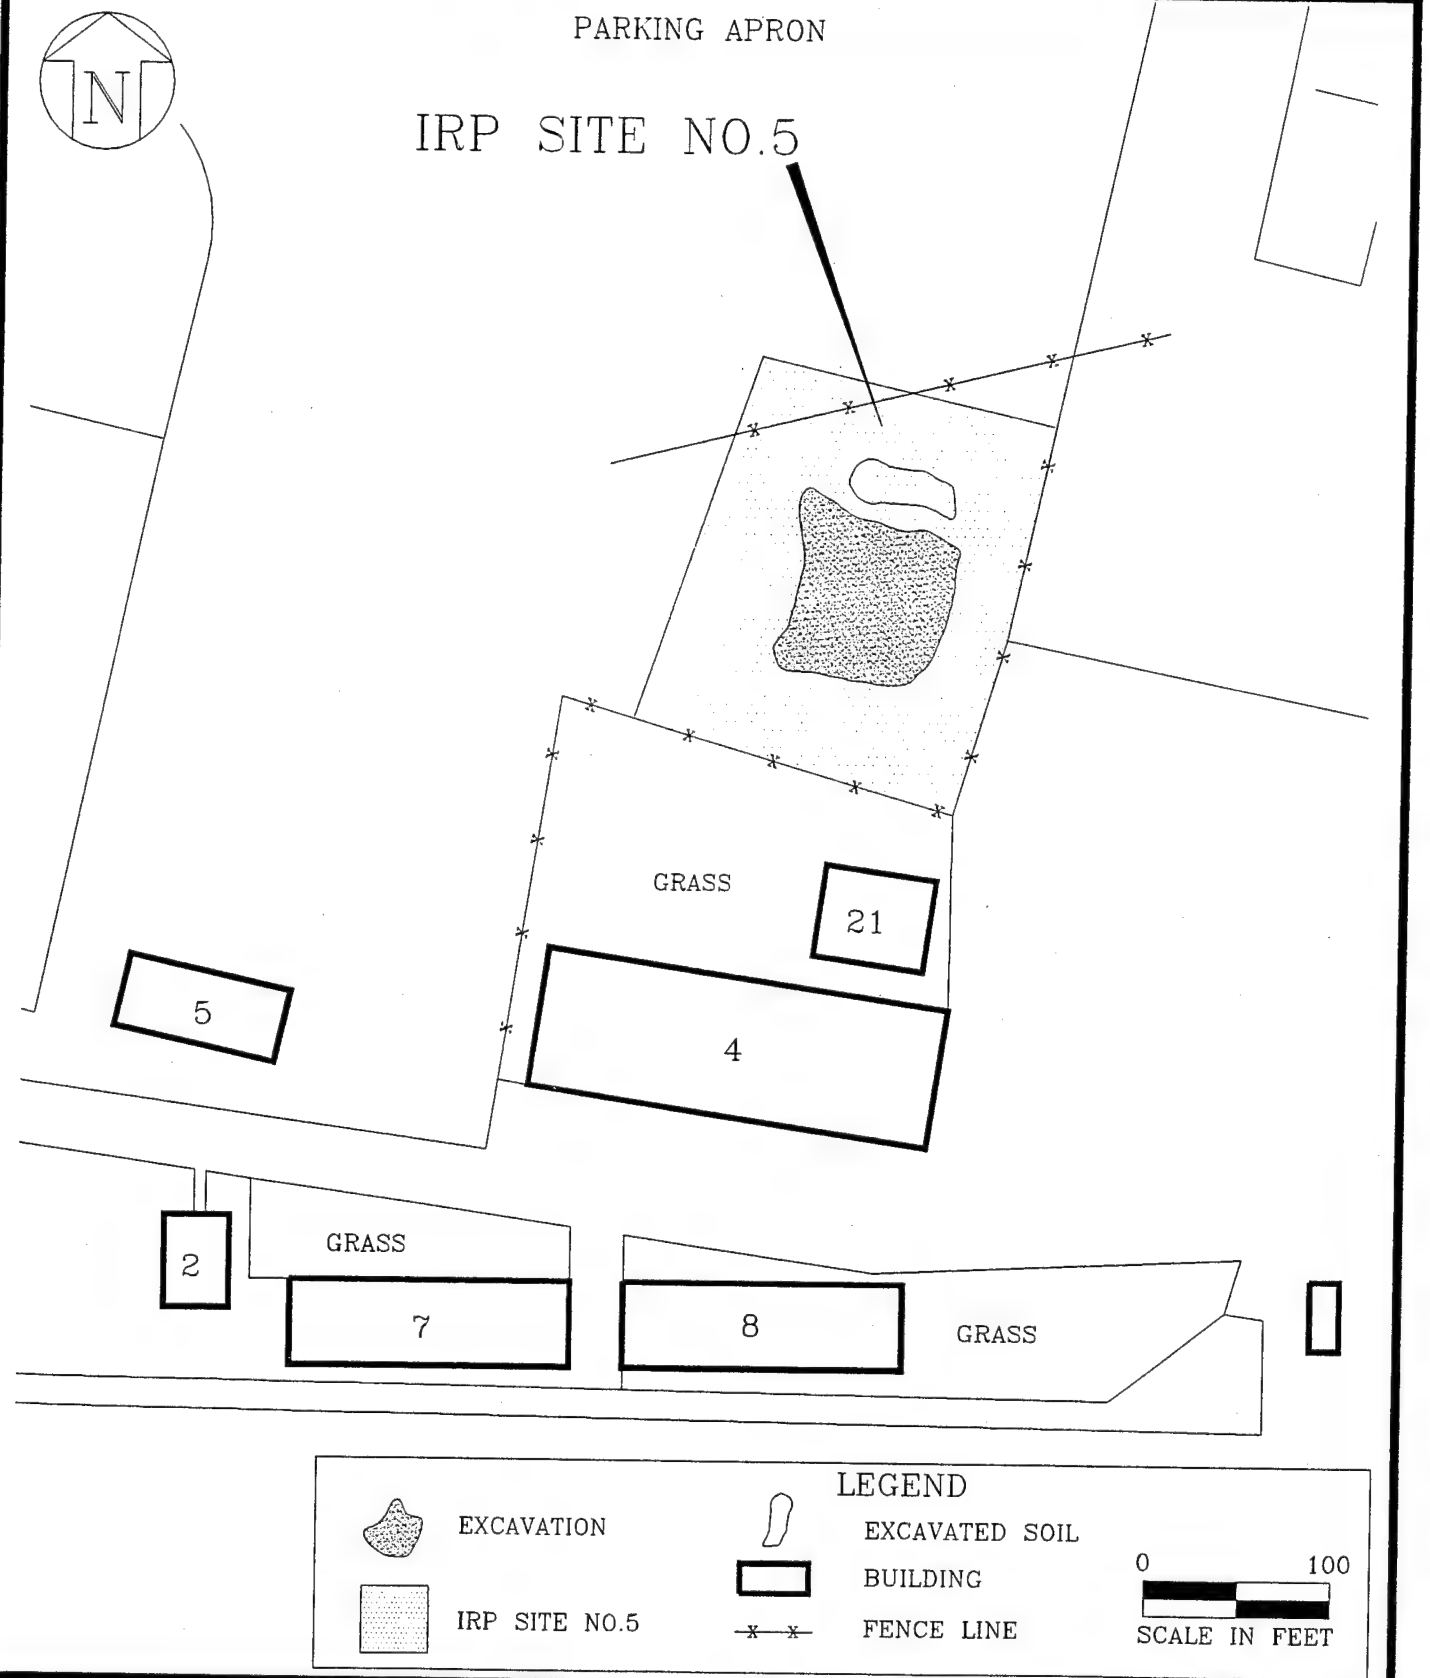 PARKING APRON
N
IRP SITE NO.5
GRASS
21
5
4
GRASS
2
7
8
GRASS
LEGEND
EXCAVATION
EXCAVATED SOIL
BUILDING
0 100
IRP SITE NO.5
X X
FENCE LINE
SCALE IN FEET